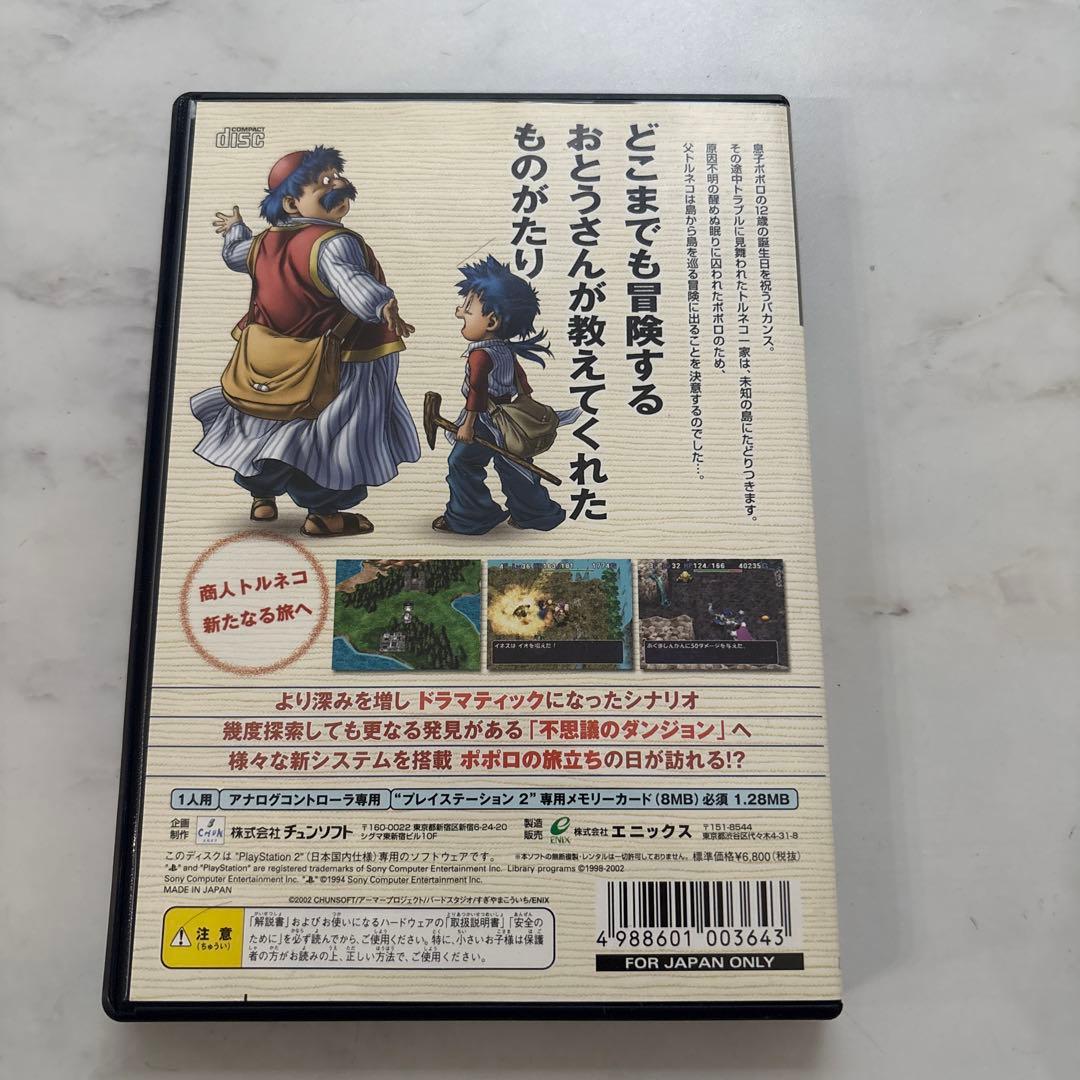 COMPACT
disc
どこまでも冒険する
おとうさんが教えてくれた
ものがたり
息子ポポロの12歳の誕生日を祝うバカンス。
その途中トラブルに見舞われたトルネコ一家は、未知の島にたどりつきます。
原因不明の醒めぬ眠りに囚われたポポロのため、
父トルネコは島から島を巡る冒険に出ることを決意するのでした…。
商人トルネコ
新たなる旅へ
イネスは イオを唱えた！
あくましんかんに50ダメージを与えた。
より深みを増し ドラマティックになったシナリオ
幾度探索しても更なる発見がある「不思議のダンジョン」へ
様々な新システムを搭載 ポポロの旅立ちの日が訪れる!?
1人用 アナログコントローラ専用 “プレイステーション 2” 専用メモリーカード（8MB）必須 1.28MB
企画制作 CHUN SOFT 株式会社 チュンソフト 〒160-0022 東京都新宿区新宿6-24-20 シグマ東新宿ビル10F
製造販売 ENIX 株式会社 エニックス 〒151-8544 東京都渋谷区代々木4-31-8
このディスクは “PlayStation 2”（日本国内仕様）専用のソフトウェアです。 ※本ソフトの無断複製・レンタルは一切許可しておりません。 標準価格¥6,800（税抜）
" and "PlayStation" are registered trademarks of Sony Computer Entertainment Inc. Library programs ©1998-2002
Sony Computer Entertainment Inc. " " ©1994 Sony Computer Entertainment Inc.
MADE IN JAPAN
©2002 CHUNSOFT/アーマープロジェクト/バードスタジオ/すぎやまこういち/ENIX
注意
（ちゅうい）
「解説書」およびお使いになるハードウェアの「取扱説明書」「安全の
ために」を必ず読んでから、ご使用ください。特に、小さいお子様は保護
者の方がお読みの上、正しい方法で、ご使用ください。
4 988601 003643
FOR JAPAN ONLY